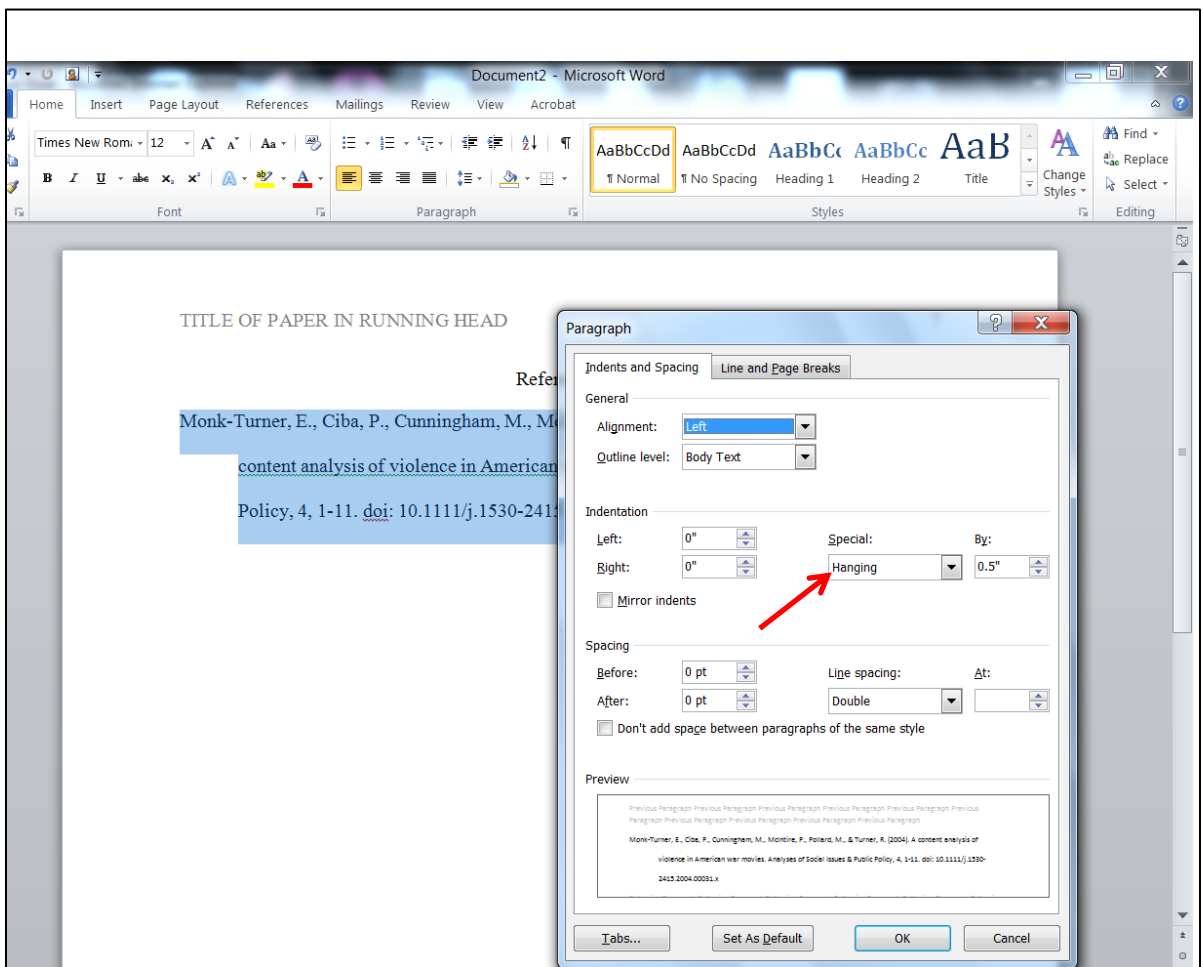 Document2 - Microsoft Word
Home Insert Page Layout References Mailings Review View Acrobat
Times New Roma 12 Aa Find
AaBbCcDd AaBbCcDd AaBbCc AaBbCc AaB Replace
B I U abe x₂ x² A ab A ¶ Normal ¶ No Spacing Heading 1 Heading 2 Title Change Styles Select
Font Paragraph Styles Editing
TITLE OF PAPER IN RUNNING HEAD
Refer
Monk-Turner, E., Ciba, P., Cunningham, M., Mc
content analysis of violence in American
Policy, 4, 1-11. doi: 10.1111/j.1530-2415
Paragraph
Indents and Spacing Line and Page Breaks
General
Alignment: Left
Outline level: Body Text
Indentation
Left: 0" Special: By:
Right: 0" Hanging 0.5"
Mirror indents
Spacing
Before: 0 pt Line spacing: At:
After: 0 pt Double
Don't add space between paragraphs of the same style
Preview
Previous Paragraph Previous Paragraph Previous Paragraph Previous Paragraph Previous Paragraph Previous
Paragraph Previous Paragraph Previous Paragraph Previous Paragraph Previous Paragraph
Monk-Turner, E., Ciba, P., Cunningham, M., McIntire, P., Pollard, M., & Turner, R. (2004). A content analysis of
violence in American war movies. Analyses of Social Issues & Public Policy, 4, 1-11. doi: 10.1111/j.1530-
2415.2004.00031.x
Tabs... Set As Default OK Cancel